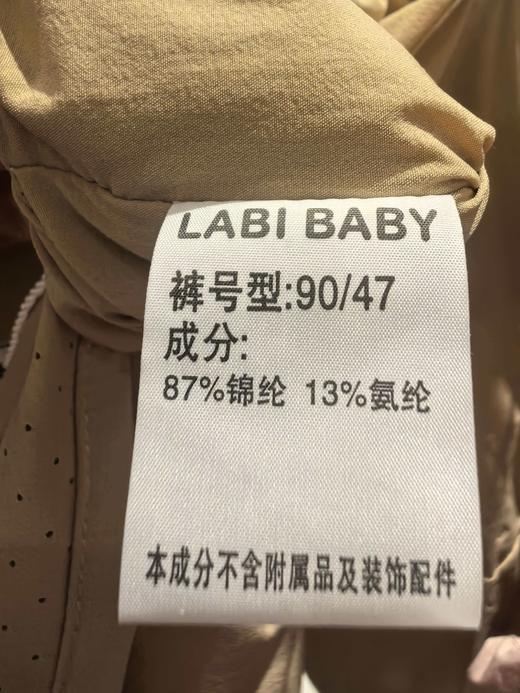 LABI BABY
裤号型:90/47
成分:
87%锦纶 13%氨纶
本成分不含附属品及装饰配件